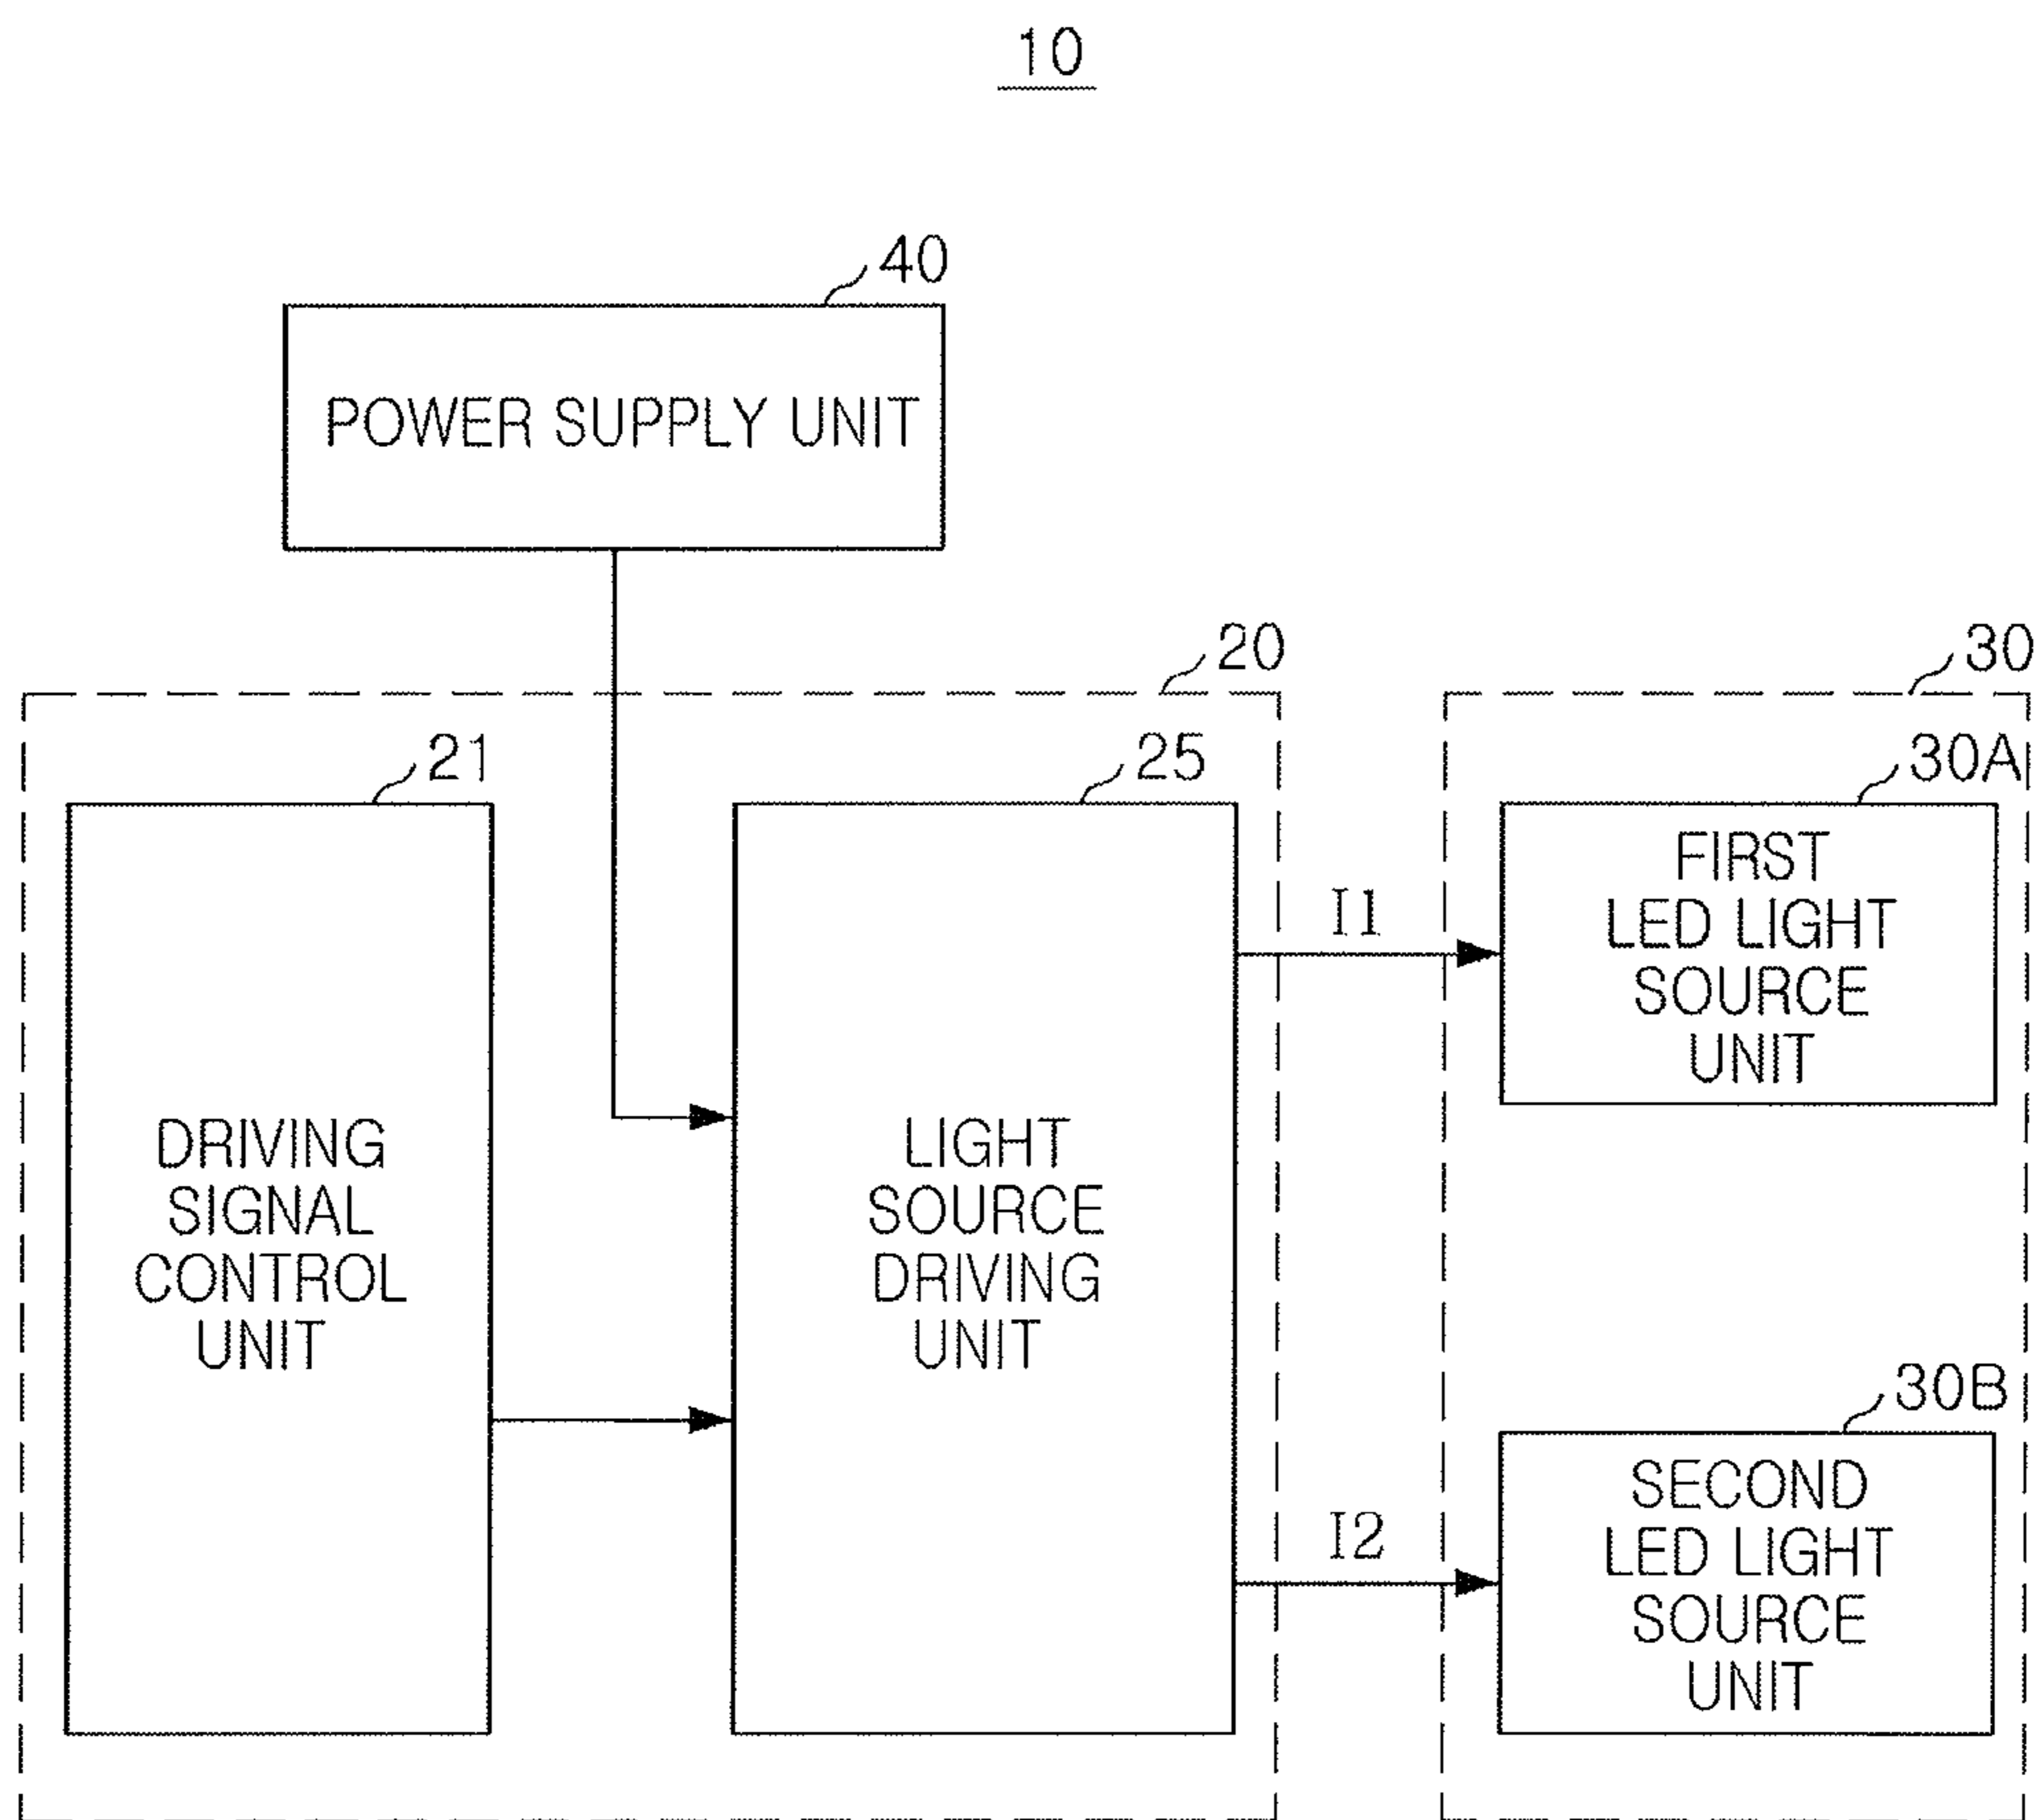 10
40
POWER SUPPLY UNIT
20
30
21
25
30A
DRIVING
SIGNAL
CONTROL
UNIT
LIGHT
SOURCE
DRIVING
UNIT
I1
FIRST
LED LIGHT
SOURCE
UNIT
30B
I2
SECOND
LED LIGHT
SOURCE
UNIT